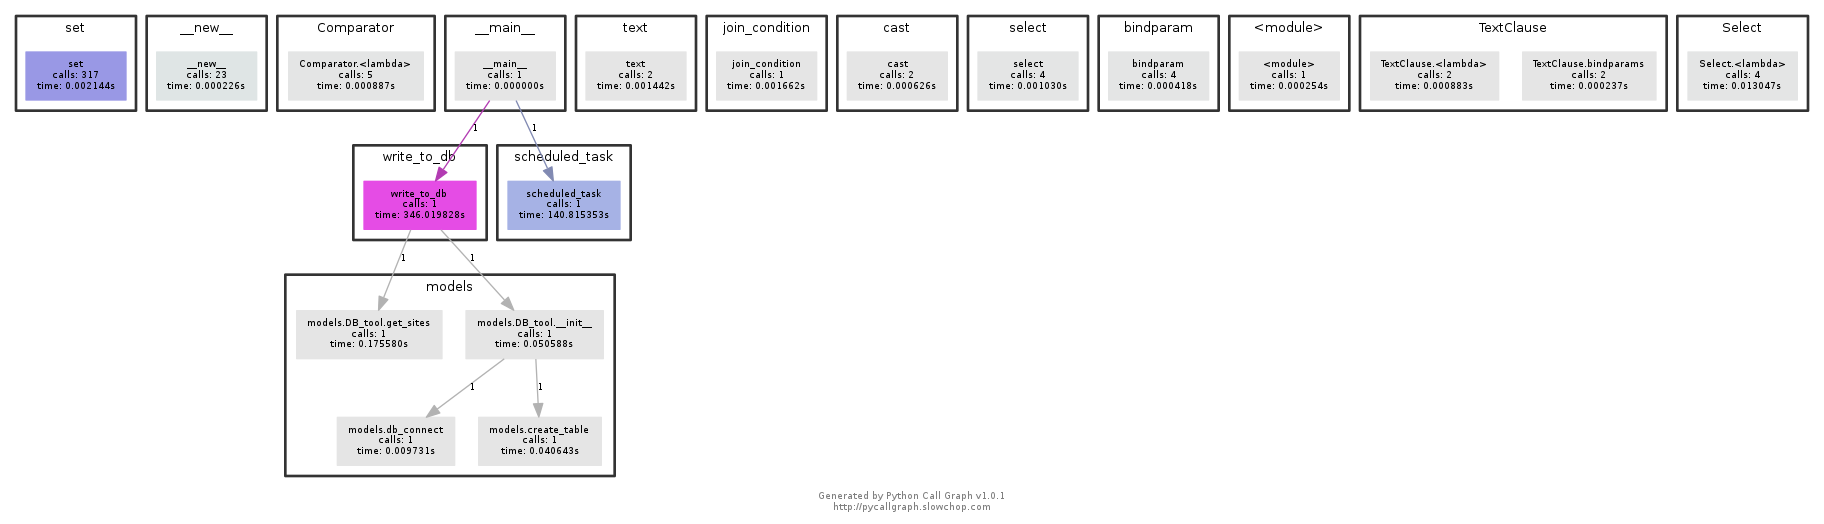 set
set
calls: 317
time: 0.002144s
__new__
__new__
calls: 23
time: 0.000226s
Comparator
Comparator.<lambda>
calls: 5
time: 0.000887s
__main__
__main__
calls: 1
time: 0.000000s
text
text
calls: 2
time: 0.001442s
join_condition
join_condition
calls: 1
time: 0.001662s
cast
cast
calls: 2
time: 0.000626s
select
select
calls: 4
time: 0.001030s
bindparam
bindparam
calls: 4
time: 0.000418s
<module>
<module>
calls: 1
time: 0.000254s
TextClause
TextClause.<lambda>
calls: 2
time: 0.000883s
TextClause.bindparams
calls: 2
time: 0.000237s
Select
Select.<lambda>
calls: 4
time: 0.013047s
1
1
write_to_db
write_to_db
calls: 1
time: 346.019828s
scheduled_task
scheduled_task
calls: 1
time: 140.815353s
1
1
models
models.DB_tool.get_sites
calls: 1
time: 0.175580s
models.DB_tool.__init__
calls: 1
time: 0.050588s
1
1
models.db_connect
calls: 1
time: 0.009731s
models.create_table
calls: 1
time: 0.040643s
Generated by Python Call Graph v1.0.1
http://pycallgraph.slowchop.com